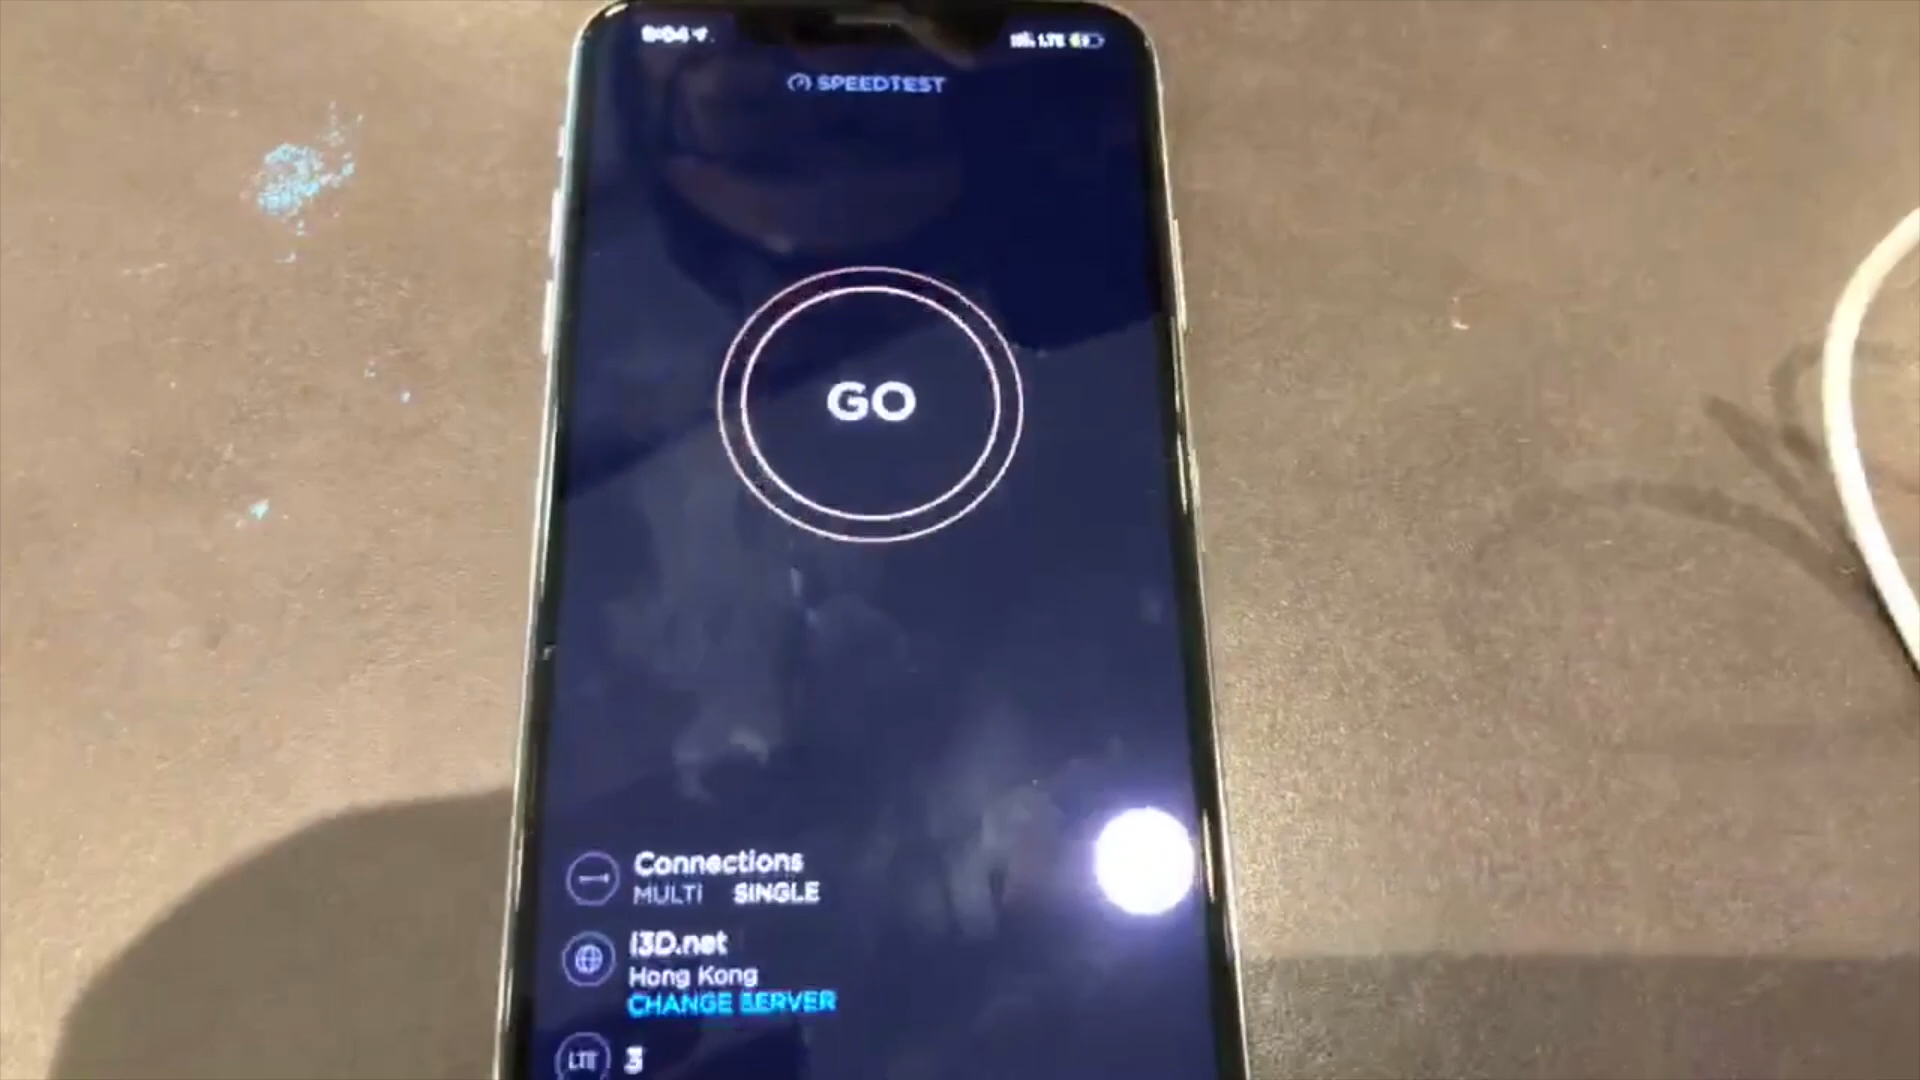 SPEEDTEST
GO
Connections
MULTI SINGLE
i3D.net
Hong Kong
CHANGE SERVER
LTE 3